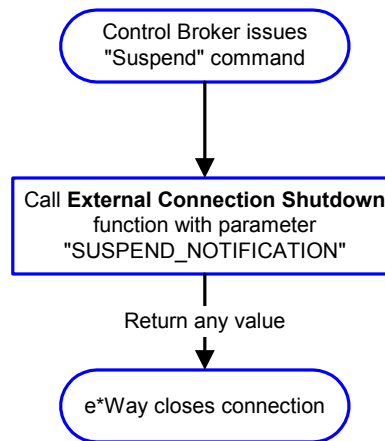 Control Broker issues
"Suspend" command
Call External Connection Shutdown
function with parameter
"SUSPEND_NOTIFICATION"
Return any value
e*Way closes connection